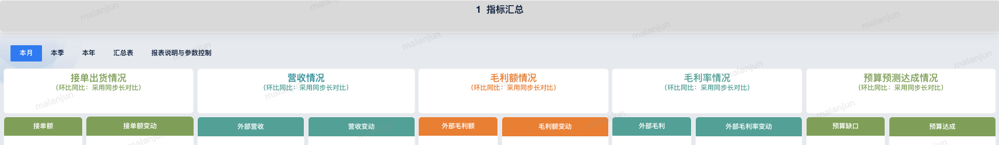 1 指标汇总
本月 本季 本年 汇总表 报表说明与参数控制
接单出货情况 营收情况 毛利额情况 毛利率情况 预算预测达成情况
(环比同比：采用同步长对比) (环比同比：采用同步长对比) (环比同比：采用同步长对比) (环比同比：采用同步长对比) (环比同比：采用同步长对比)
接单额 接单额变动 外部营收 营收变动 外部毛利额 毛利额变动 外部毛利 外部毛利率变动 预算缺口 预算达成
malanjun